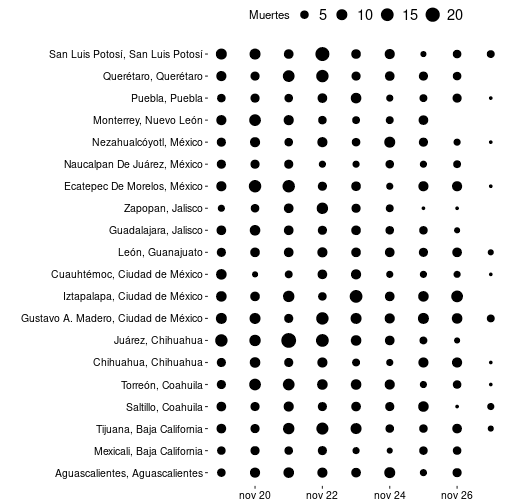 Muertes 5 10 15 20
San Luis Potosí, San Luis Potosí
Querétaro, Querétaro
Puebla, Puebla
Monterrey, Nuevo León
Nezahualcóyotl, México
Naucalpan De Juárez, México
Ecatepec De Morelos, México
Zapopan, Jalisco
Guadalajara, Jalisco
León, Guanajuato
Cuauhtémoc, Ciudad de México
Iztapalapa, Ciudad de México
Gustavo A. Madero, Ciudad de México
Juárez, Chihuahua
Chihuahua, Chihuahua
Torreón, Coahuila
Saltillo, Coahuila
Tijuana, Baja California
Mexicali, Baja California
Aguascalientes, Aguascalientes
nov 20 nov 22 nov 24 nov 26